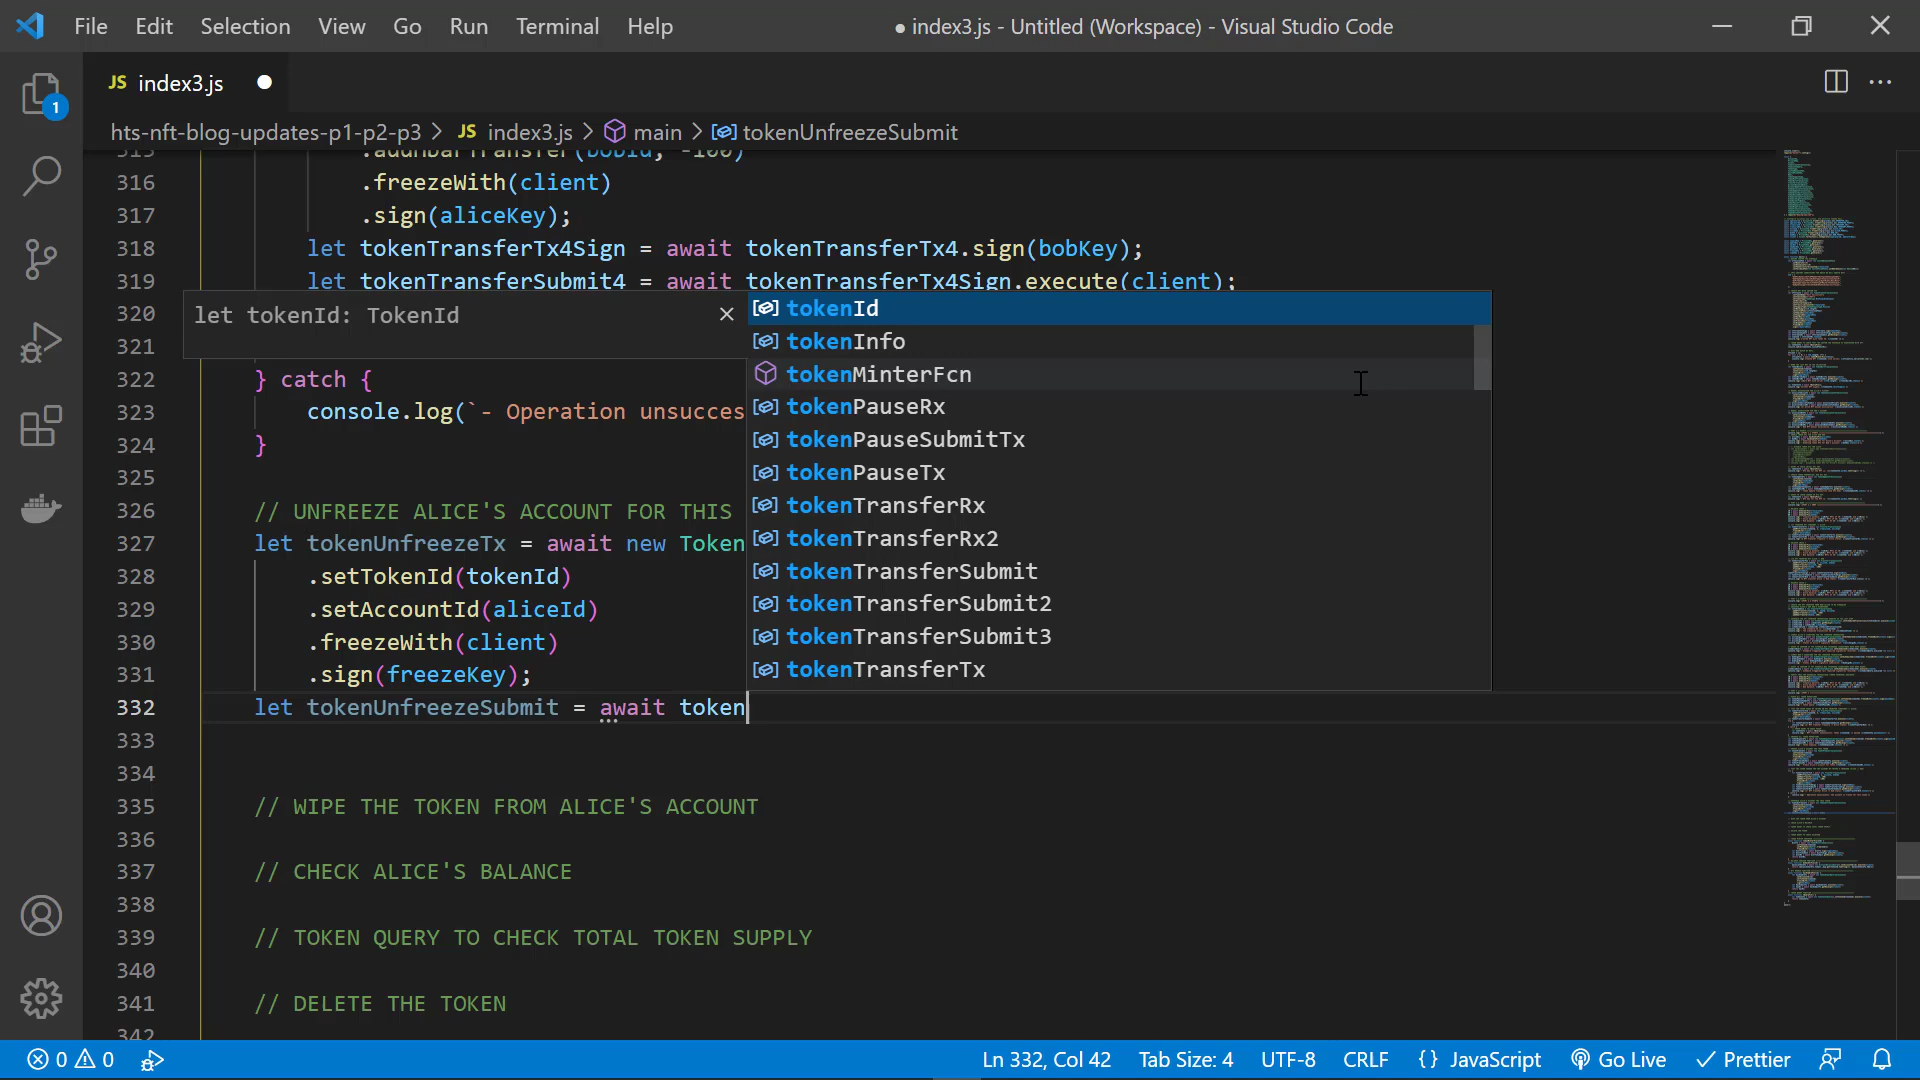 File Edit Selection View Go Run Terminal Help
● index3.js - Untitled (Workspace) - Visual Studio Code
JS index3.js
1
hts-nft-blog-updates-p1-p2-p3 > JS index3.js > main > tokenUnfreezeSubmit
315 .addHbarTransfer(bobId, -100)
316 .freezeWith(client)
317 .sign(aliceKey);
318 let tokenTransferTx4Sign = await tokenTransferTx4.sign(bobKey);
319 let tokenTransferSubmit4 = await tokenTransferTx4Sign.execute(client);
320
321
322 } catch {
323 console.log(`- Operation unsucces
324 }
325
326 // UNFREEZE ALICE'S ACCOUNT FOR THIS
327 let tokenUnfreezeTx = await new Token
328 .setTokenId(tokenId)
329 .setAccountId(aliceId)
330 .freezeWith(client)
331 .sign(freezeKey);
332 let tokenUnfreezeSubmit = await token
333
334
335 // WIPE THE TOKEN FROM ALICE'S ACCOUNT
336
337 // CHECK ALICE'S BALANCE
338
339 // TOKEN QUERY TO CHECK TOTAL TOKEN SUPPLY
340
341 // DELETE THE TOKEN
342
let tokenId: TokenId
tokenId
tokenInfo
tokenMinterFcn
tokenPauseRx
tokenPauseSubmitTx
tokenPauseTx
tokenTransferRx
tokenTransferRx2
tokenTransferSubmit
tokenTransferSubmit2
tokenTransferSubmit3
tokenTransferTx
0 0
Ln 332, Col 42 Tab Size: 4 UTF-8 CRLF {} JavaScript Go Live Prettier